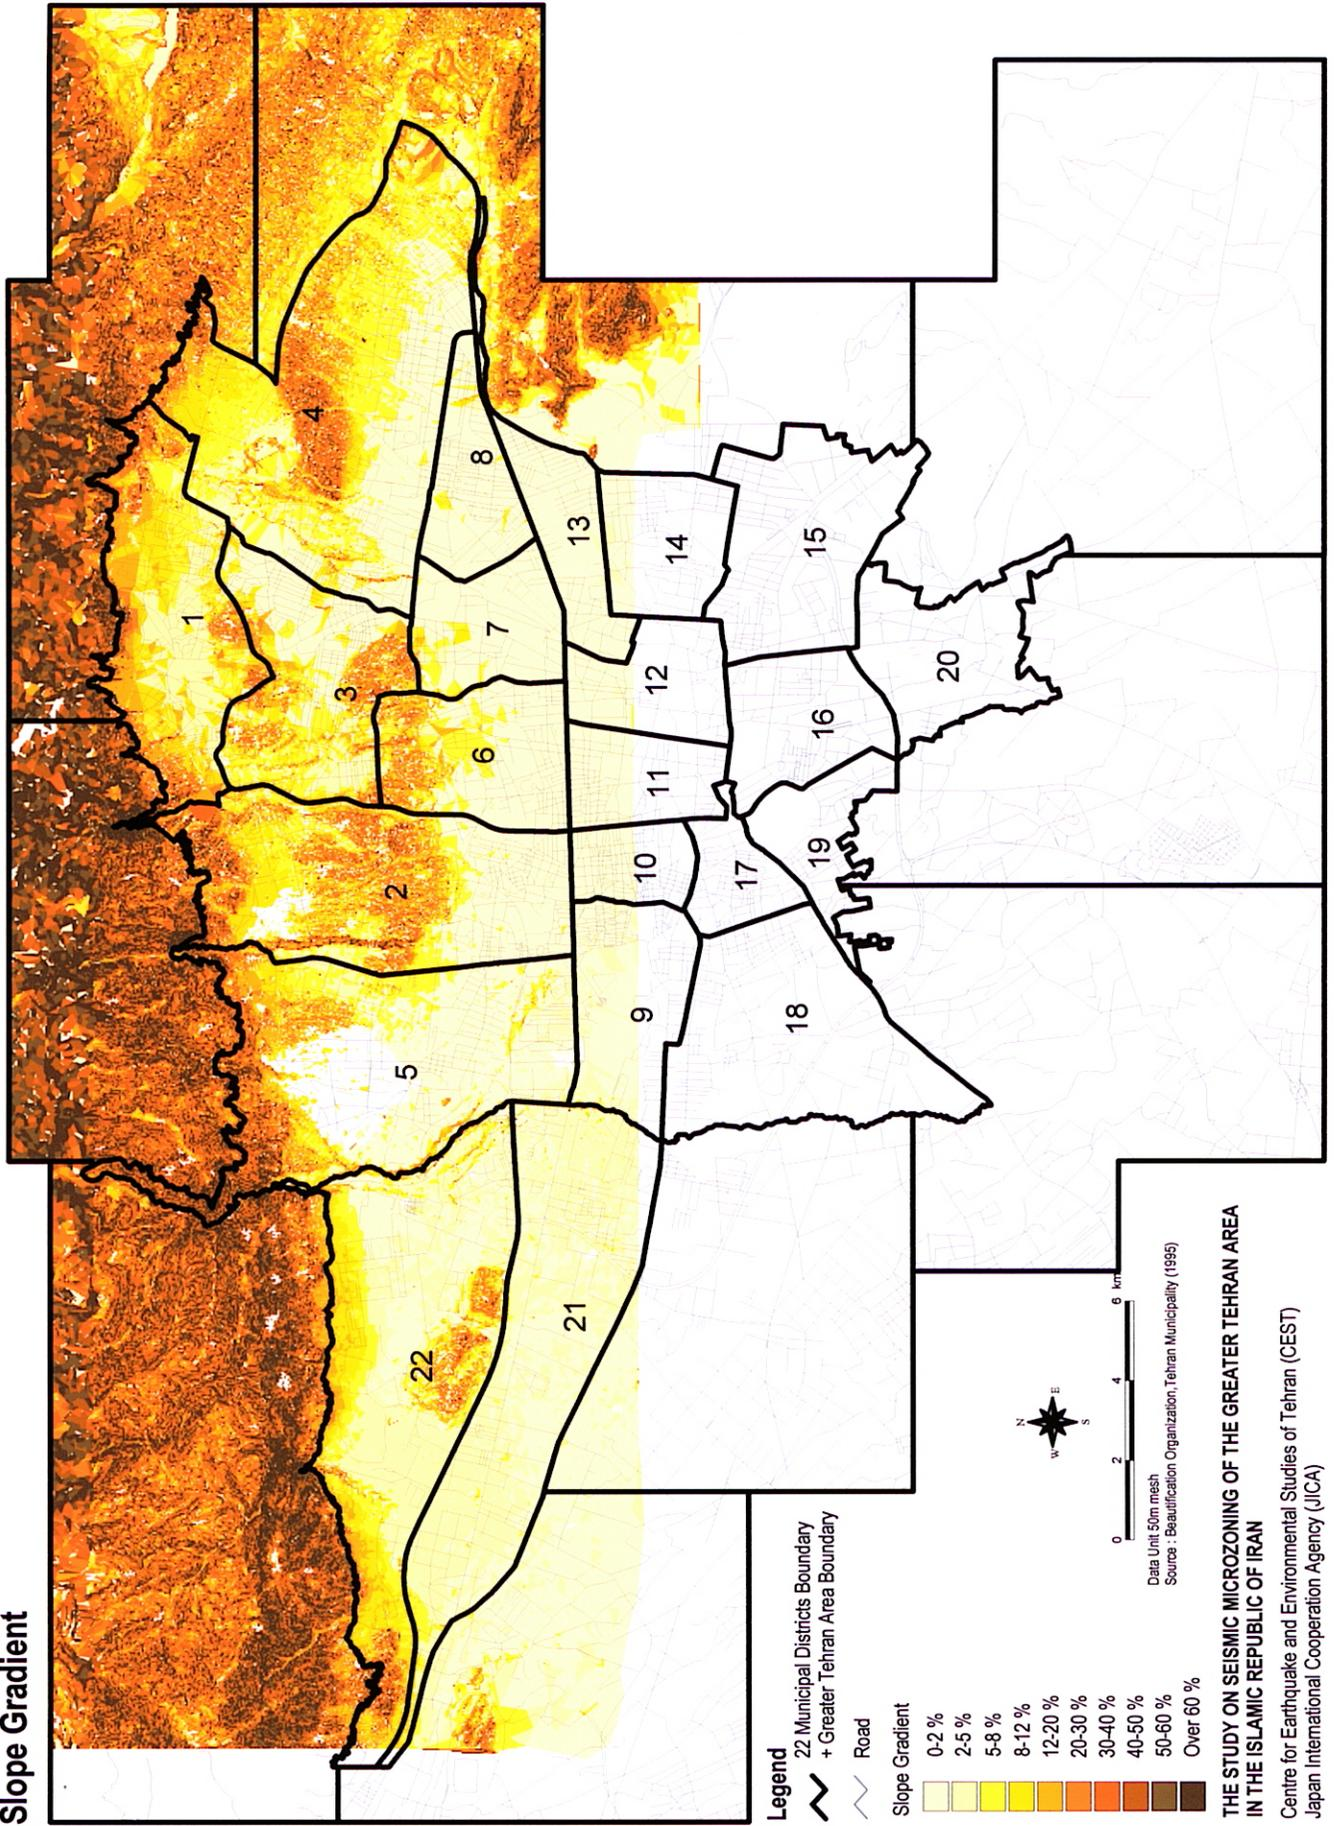 Slope Gradient
1
2
3
4
5
6
7
8
9
10
11
12
13
14
15
16
17
18
19
20
21
22
Legend
22 Municipal Districts Boundary
+ Greater Tehran Area Boundary
Road
Slope Gradient
0-2 %
2-5 %
5-8 %
8-12 %
12-20 %
20-30 %
30-40 %
40-50 %
50-60 %
Over 60 %
N
W E
S
0 2 4 6 km
Data Unit 50m mesh
Source : Beautification Organization,Tehran Municipality (1995)
THE STUDY ON SEISMIC MICROZONING OF THE GREATER TEHRAN AREA
IN THE ISLAMIC REPUBLIC OF IRAN
Centre for Earthquake and Environmental Studies of Tehran (CEST)
Japan International Cooperation Agency (JICA)